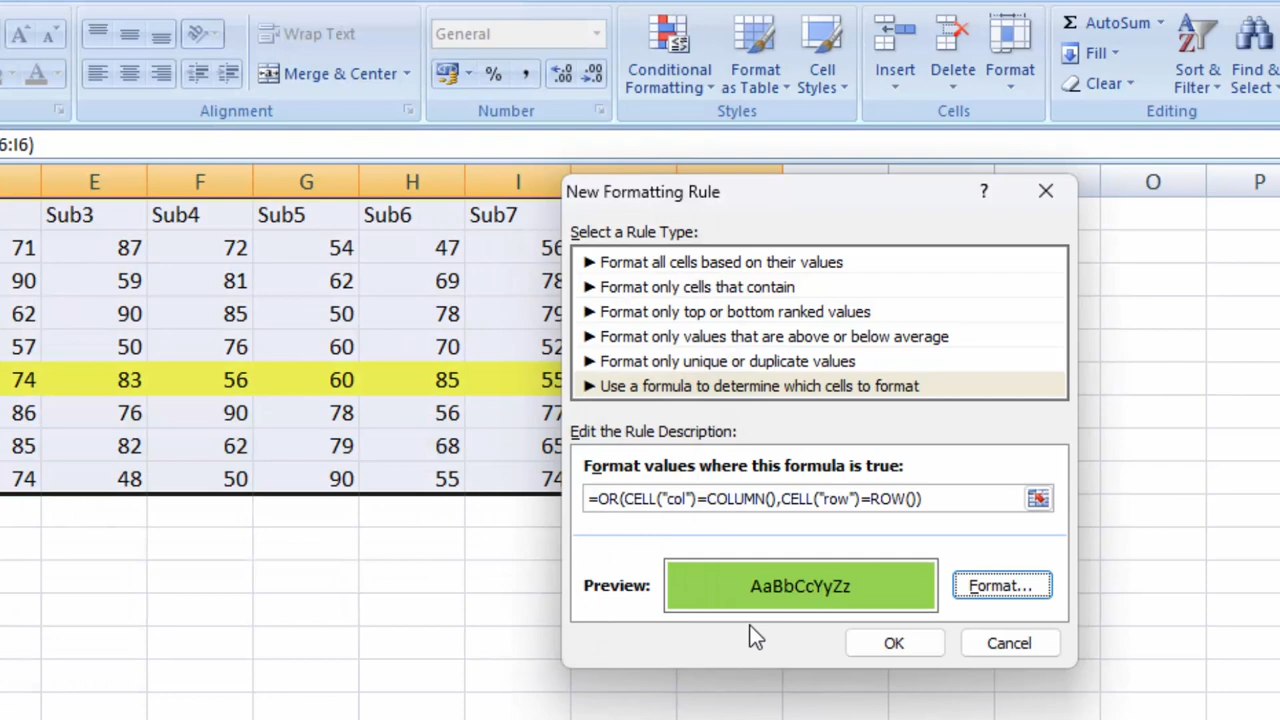 Wrap Text
General
Merge & Center
%
,
.00
.00
Conditional Formatting
Format as Table
Cell Styles
Insert
Delete
Format
Σ AutoSum
Fill
Clear
Sort & Filter
Find & Select
Alignment
Number
Styles
Cells
Editing
6:I6)
E F G H I O P
Sub3 Sub4 Sub5 Sub6 Sub7
71 87 72 54 47 56
90 59 81 62 69 78
62 90 85 50 78 79
57 50 76 60 70 52
74 83 56 60 85 55
86 76 90 78 56 77
85 82 62 79 68 65
74 48 50 90 55 74
New Formatting Rule
?
Select a Rule Type:
► Format all cells based on their values
► Format only cells that contain
► Format only top or bottom ranked values
► Format only values that are above or below average
► Format only unique or duplicate values
► Use a formula to determine which cells to format
Edit the Rule Description:
Format values where this formula is true:
=OR(CELL("col")=COLUMN(),CELL("row")=ROW())
Preview:
AaBbCcYyZz
Format...
OK
Cancel